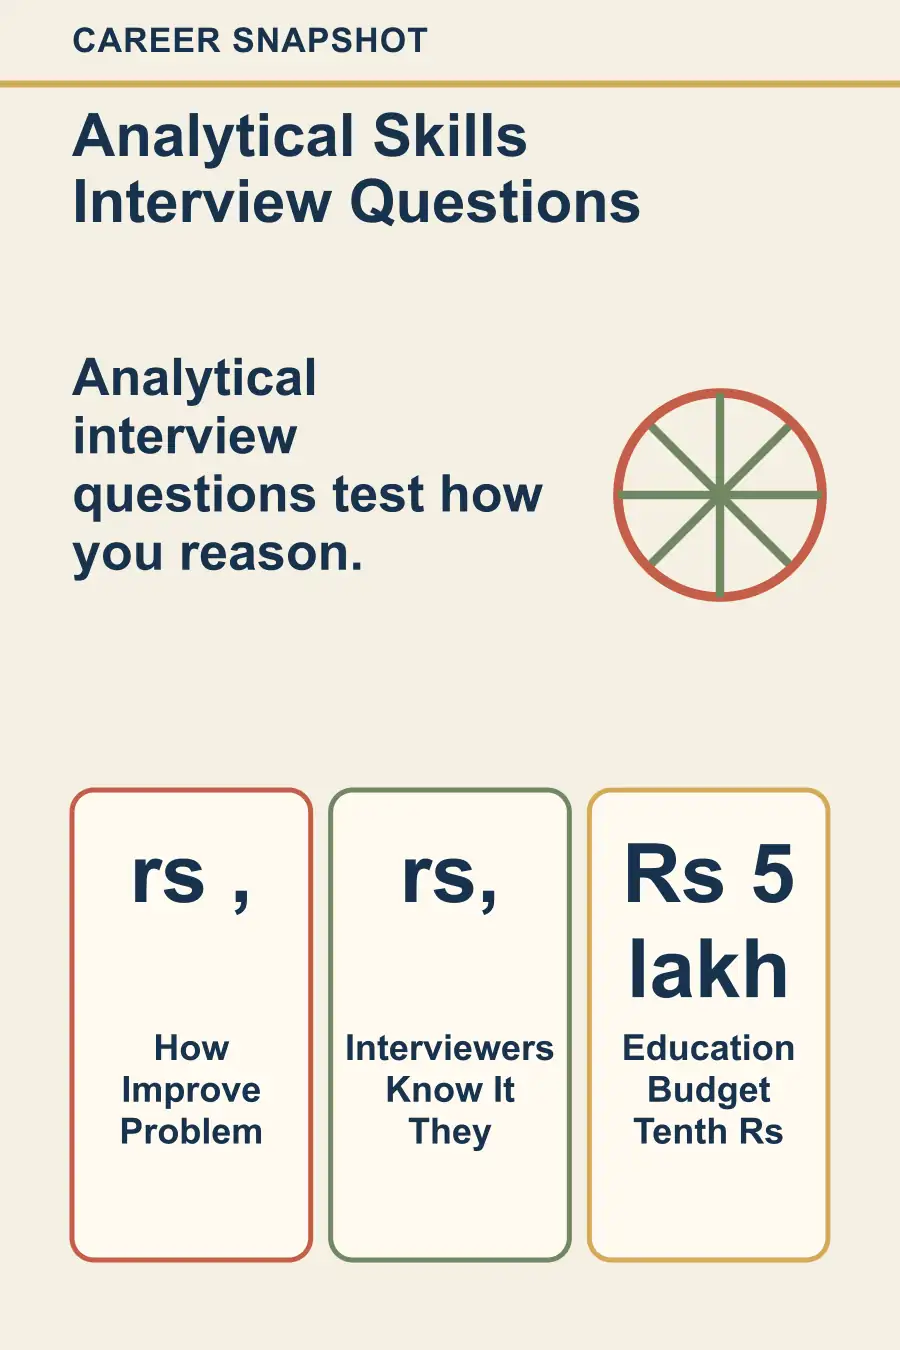 CAREER SNAPSHOT
Analytical Skills
Interview Questions
Analytical
interview
questions test how
you reason.
rs ,
How
Improve
Problem
rs,
Interviewers
Know It
They
Rs 5
lakh
Education
Budget
Tenth Rs